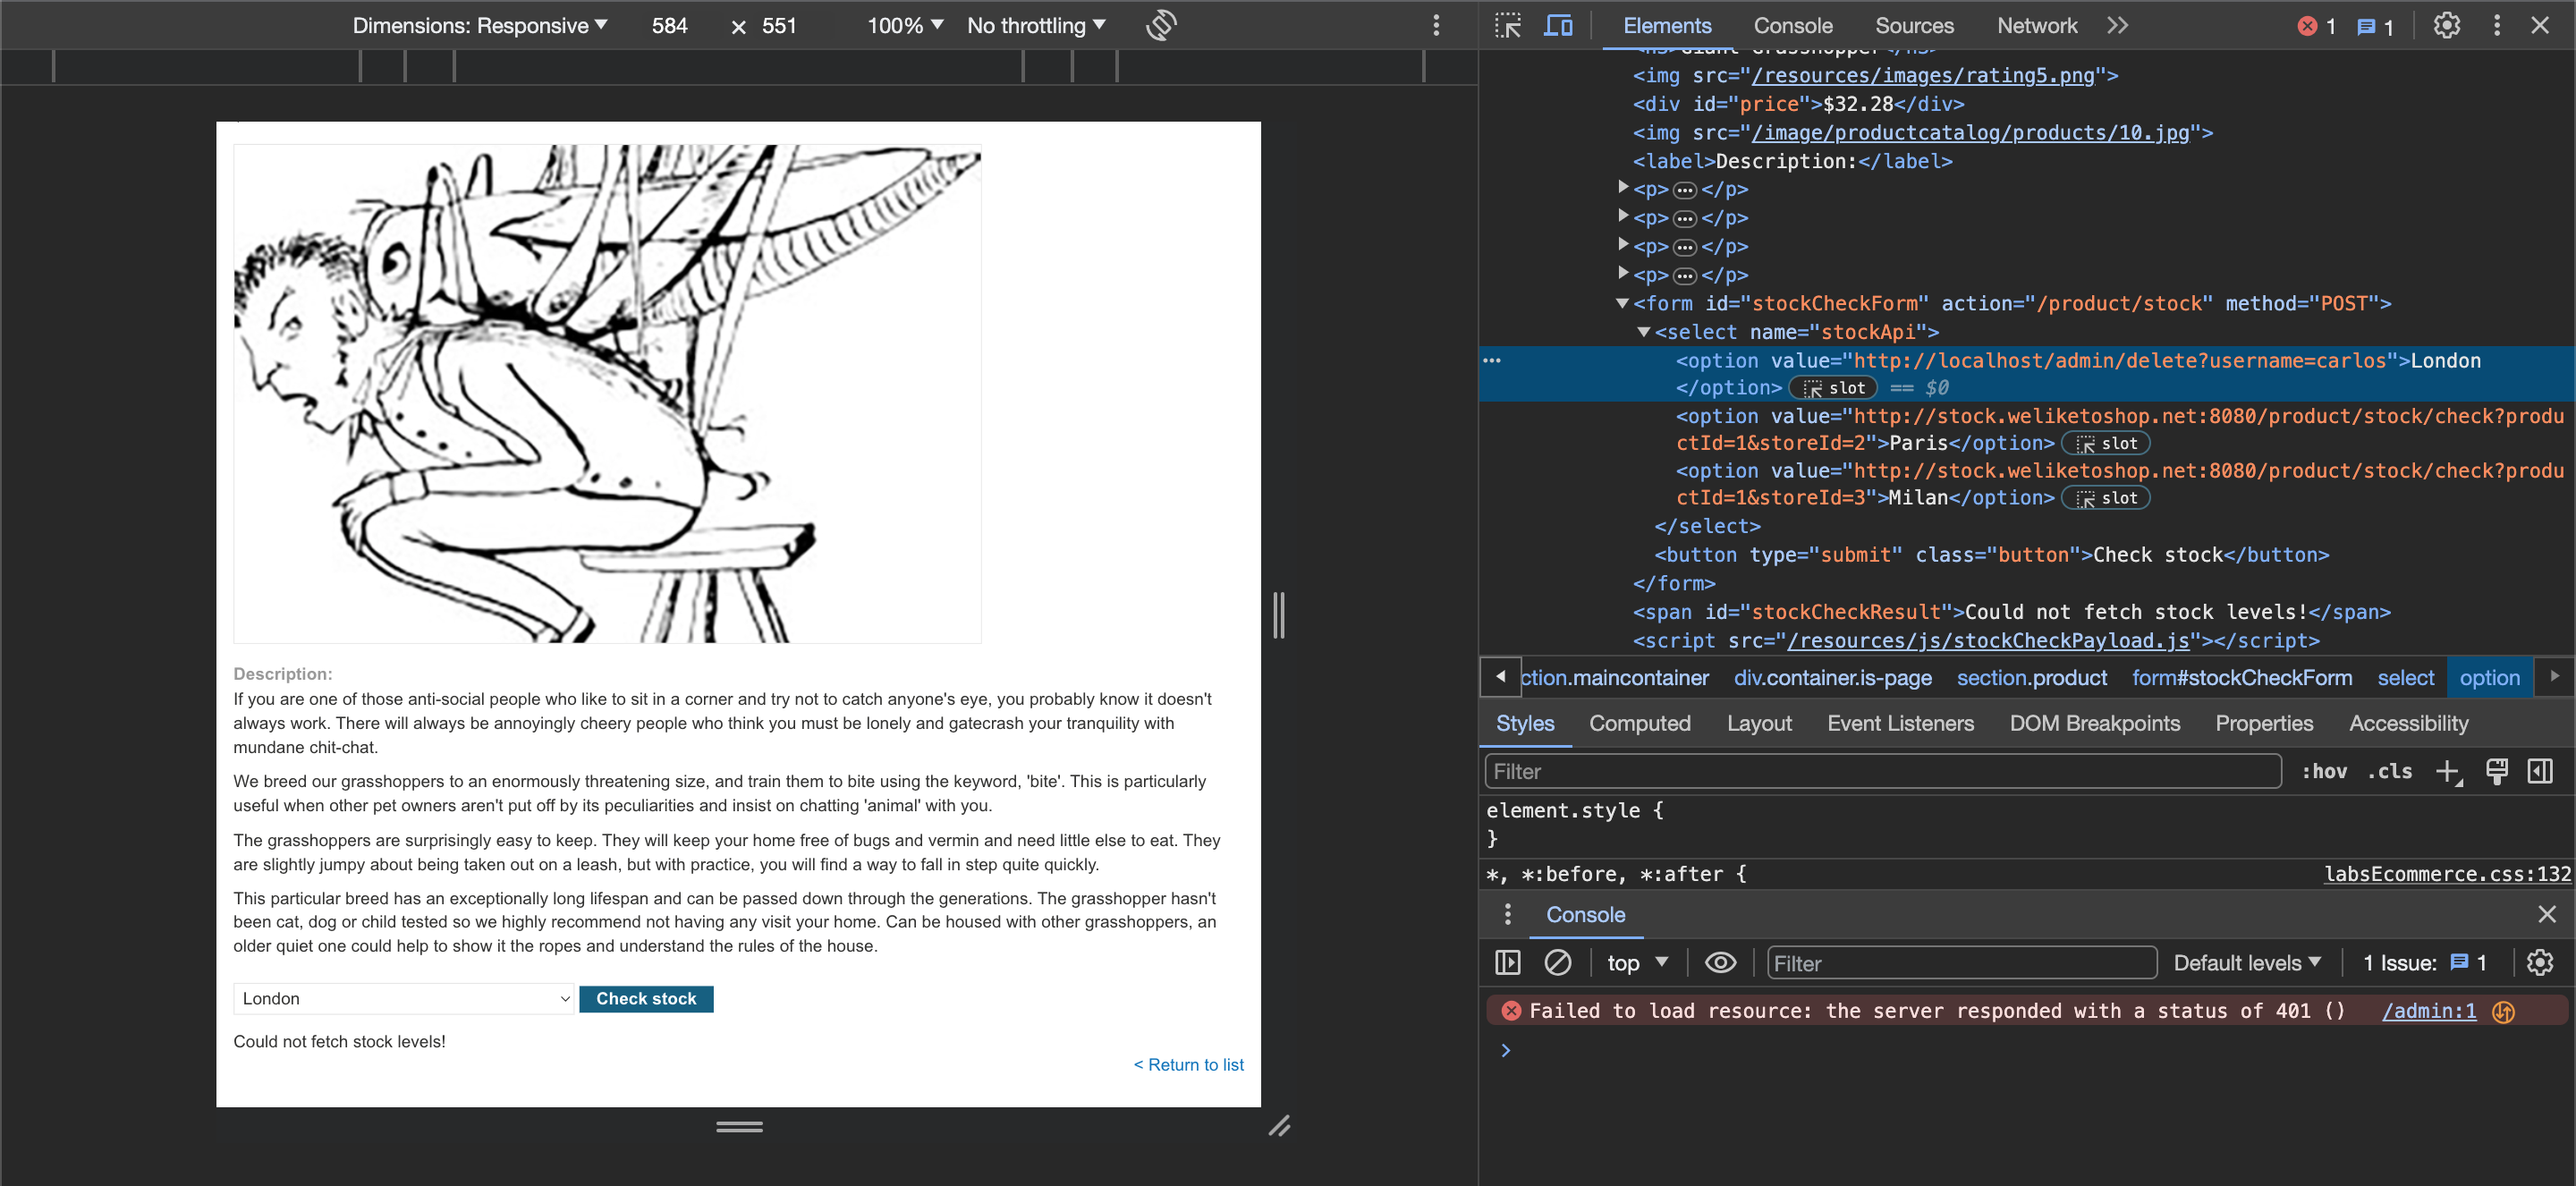 Dimensions: Responsive 584 × 551 100% No throttling
Description:
If you are one of those anti-social people who like to sit in a corner and try not to catch anyone's eye, you probably know it doesn't
always work. There will always be annoyingly cheery people who think you must be lonely and gatecrash your tranquility with
mundane chit-chat.
We breed our grasshoppers to an enormously threatening size, and train them to bite using the keyword, 'bite'. This is particularly
useful when other pet owners aren't put off by its peculiarities and insist on chatting 'animal' with you.
The grasshoppers are surprisingly easy to keep. They will keep your home free of bugs and vermin and need little else to eat. They
are slightly jumpy about being taken out on a leash, but with practice, you will find a way to fall in step quite quickly.
This particular breed has an exceptionally long lifespan and can be passed down through the generations. The grasshopper hasn't
been cat, dog or child tested so we highly recommend not having any visit your home. Can be housed with other grasshoppers, an
older quiet one could help to show it the ropes and understand the rules of the house.
London Check stock
Could not fetch stock levels!
< Return to list
Elements Console Sources Network 1 1
<h3>Giant Grasshopper</h3>
<img src="/resources/images/rating5.png">
<div id="price">$32.28</div>
<img src="/image/productcatalog/products/10.jpg">
<label>Description:</label>
<p>…</p>
<p>…</p>
<p>…</p>
<p>…</p>
<form id="stockCheckForm" action="/product/stock" method="POST">
<select name="stockApi">
… <option value="http://localhost/admin/delete?username=carlos">London
</option> slot == $0
<option value="http://stock.weliketoshop.net:8080/product/stock/check?produ
ctId=1&storeId=2">Paris</option> slot
<option value="http://stock.weliketoshop.net:8080/product/stock/check?produ
ctId=1&storeId=3">Milan</option> slot
</select>
<button type="submit" class="button">Check stock</button>
</form>
<span id="stockCheckResult">Could not fetch stock levels!</span>
<script src="/resources/js/stockCheckPayload.js"></script>
ction.maincontainer div.container.is-page section.product form#stockCheckForm select option
Styles Computed Layout Event Listeners DOM Breakpoints Properties Accessibility
Filter :hov .cls
element.style {
}
*, *:before, *:after { labsEcommerce.css:132
Console
top Filter Default levels 1 Issue: 1
Failed to load resource: the server responded with a status of 401 () /admin:1